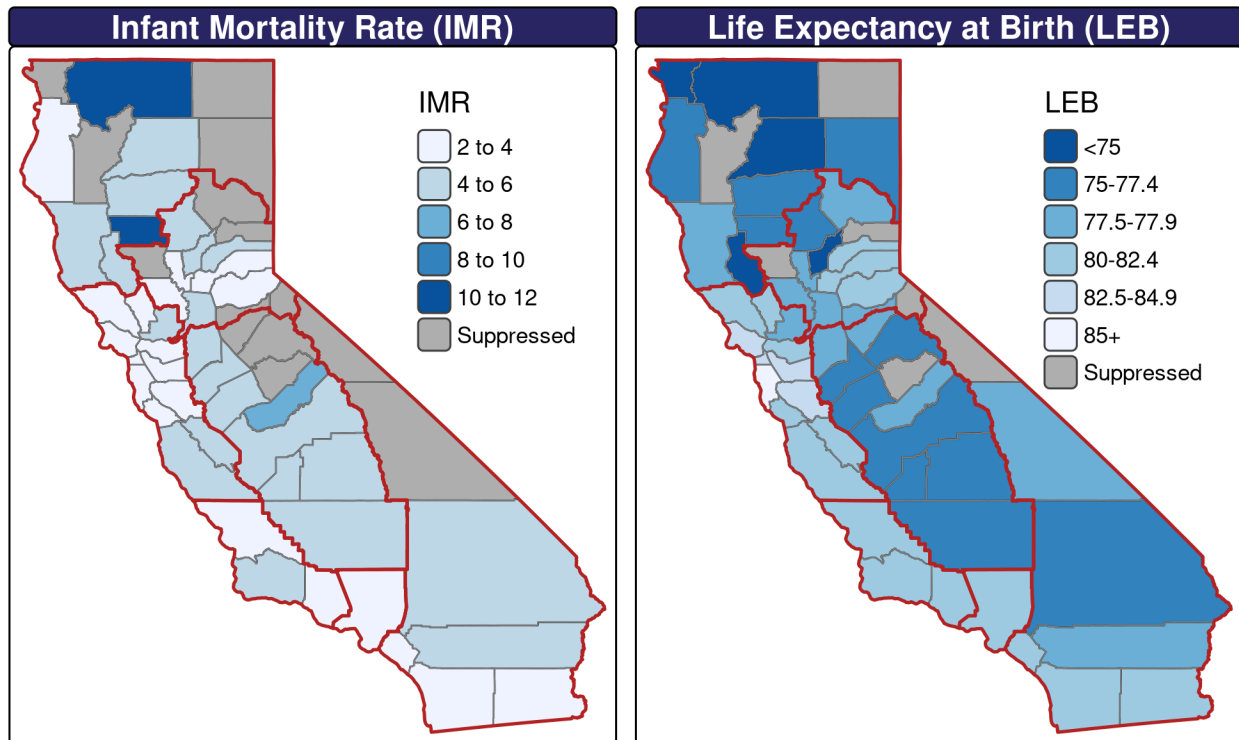 Infant Mortality Rate (IMR)
IMR
2 to 4
4 to 6
6 to 8
8 to 10
10 to 12
Suppressed
Life Expectancy at Birth (LEB)
LEB
<75
75-77.4
77.5-77.9
80-82.4
82.5-84.9
85+
Suppressed